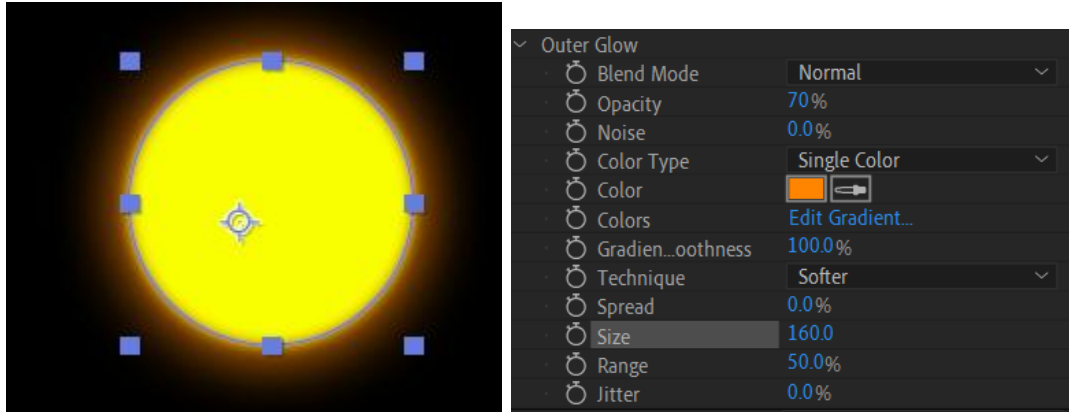 Outer Glow
Blend Mode Normal
Opacity 70%
Noise 0.0%
Color Type Single Color
Color
Colors Edit Gradient...
Gradien...oothness 100.0%
Technique Softer
Spread 0.0%
Size 160.0
Range 50.0%
Jitter 0.0%